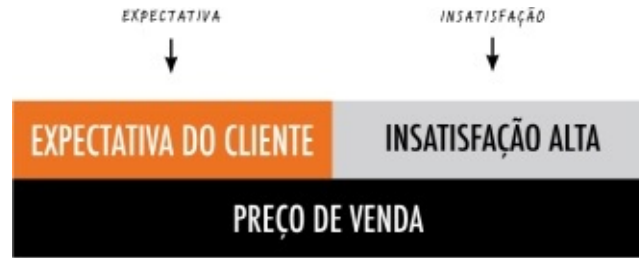 EXPECTATIVA INSATISFAÇÃO
EXPECTATIVA DO CLIENTE INSATISFAÇÃO ALTA
PREÇO DE VENDA